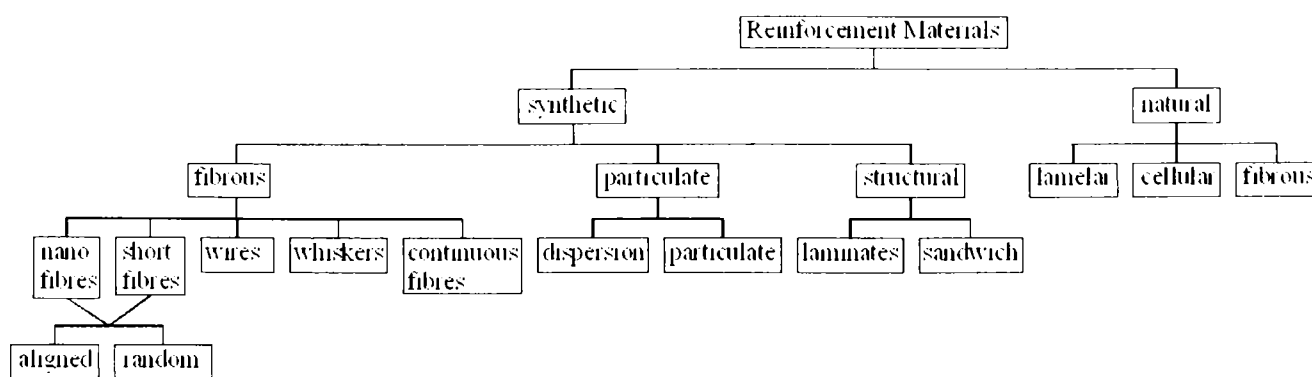 Reinforcement Materials
synthetic
natural
fibrous
particulate
structural
lamelar
cellular
fibrous
nano
fibres
short
fibres
wires
whiskers
continuous
fibres
dispersion
particulate
laminates
sandwich
aligned
random